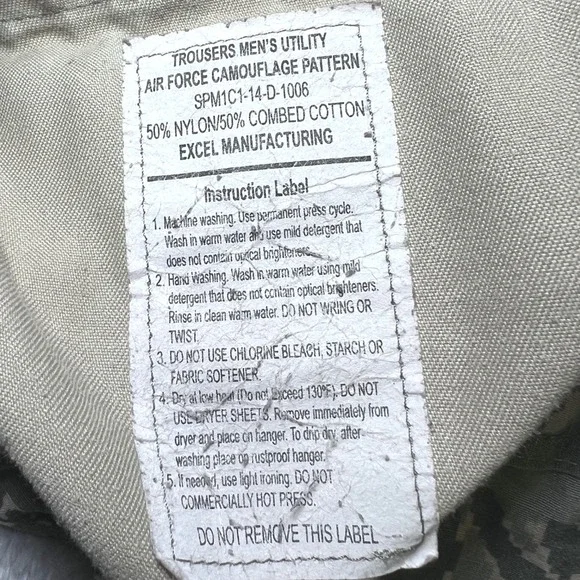 TROUSERS MEN'S UTILITY
AIR FORCE CAMOUFLAGE PATTERN
SPM1C1-14-D-1006
50% NYLON/50% COMBED COTTON
EXCEL MANUFACTURING
Instruction Label
1. Machine washing. Use permanent press cycle.
Wash in warm water and use mild detergent that
does not contain optical brighteners.
2. Hand Washing. Wash in warm water using mild
detergent that does not contain optical brighteners.
Rinse in clean warm water. DO NOT WRING OR
TWIST.
3. DO NOT USE CHLORINE BLEACH, STARCH OR
FABRIC SOFTENER.
4. Dry at low heat (Do not Exceed 130°F). DO NOT
USE DRYER SHEETS. Remove immediately from
dryer and place on hanger. To drip dry, after
washing place on rustproof hanger.
5. If needed, use light ironing. DO NOT
COMMERCIALLY HOT PRESS.
DO NOT REMOVE THIS LABEL